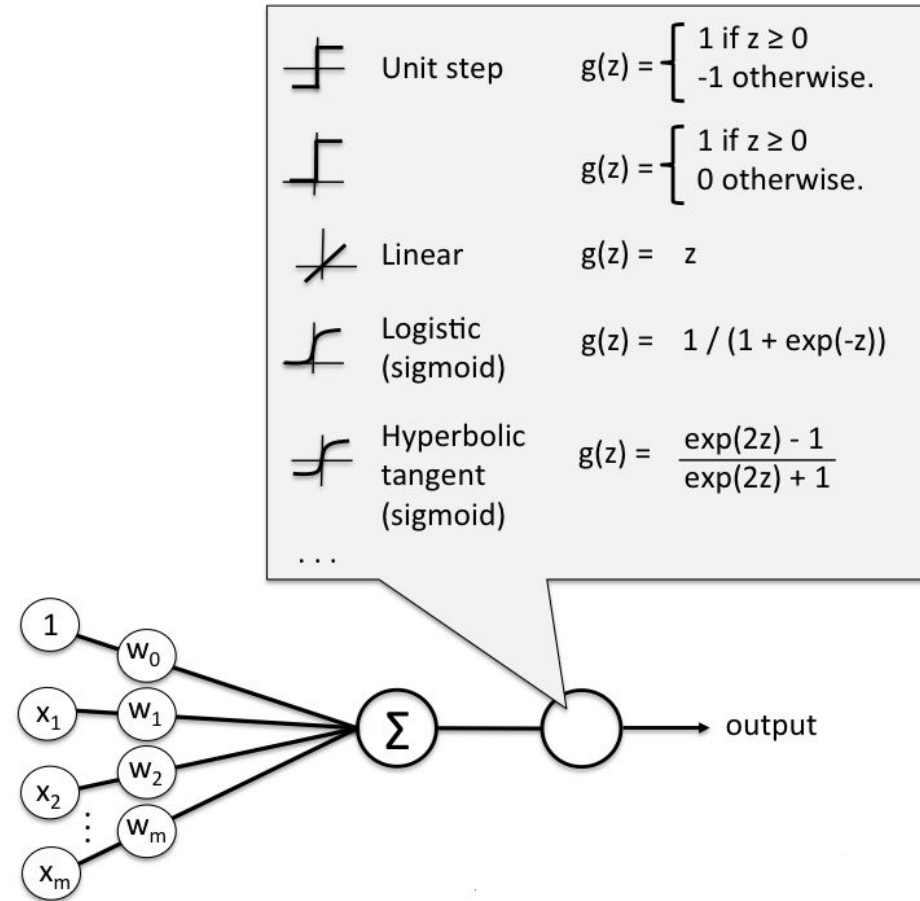 Unit step g(z) = { 1 if z ≥ 0
-1 otherwise.
g(z) = { 1 if z ≥ 0
0 otherwise.
Linear g(z) = z
Logistic
(sigmoid) g(z) = 1 / (1 + exp(-z))
Hyperbolic
tangent
(sigmoid) g(z) = exp(2z) - 1
exp(2z) + 1
. . .
1 w₀
x₁ w₁
Σ output
x₂ w₂
⋮
xₘ wₘ